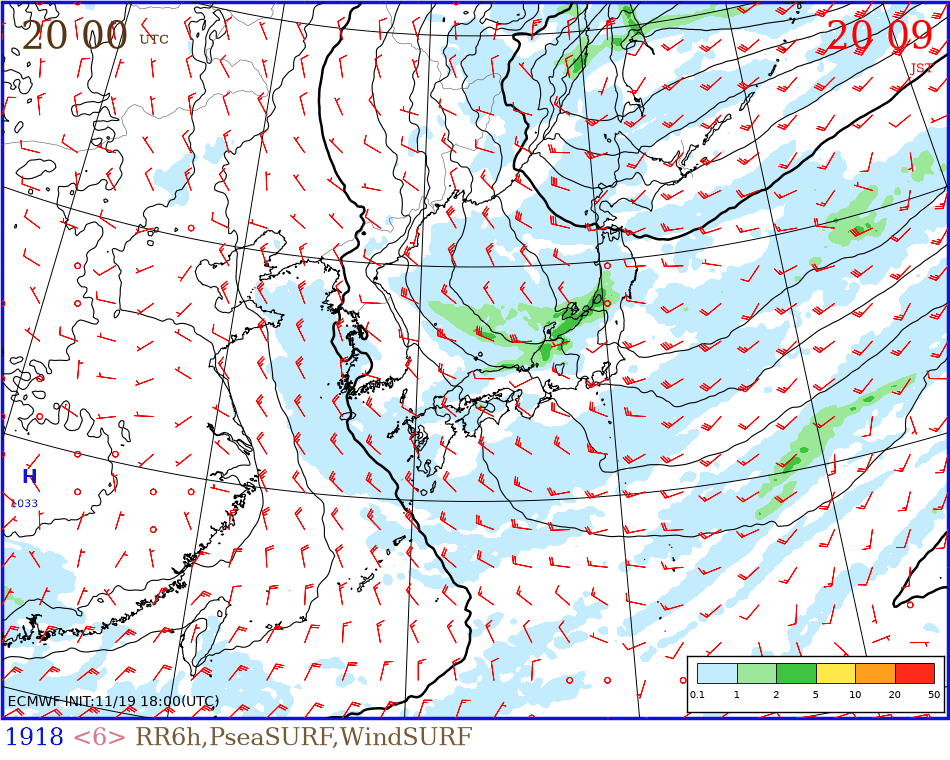 20 00 UTC 20 09
JST
H
1033
0.1 1 2 5 10 20 50
ECMWF INIT:11/19 18:00(UTC)
1918 <6> RR6h,PseaSURF,WindSURF